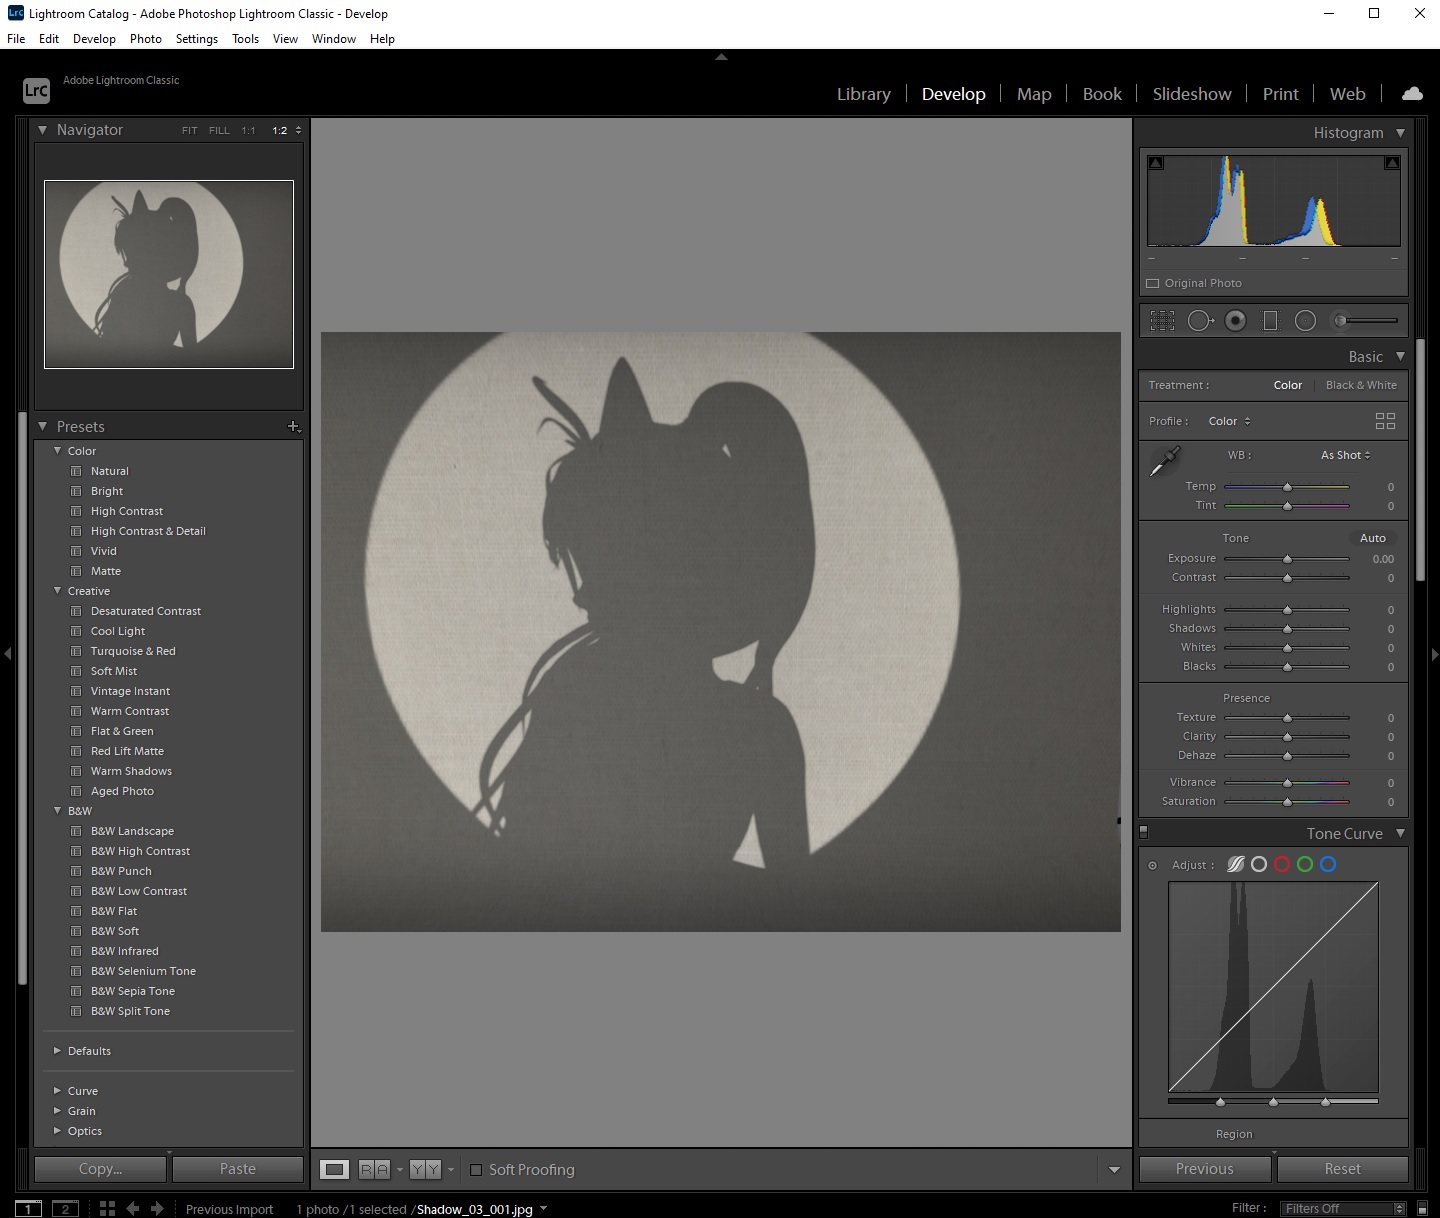 Lightroom Catalog - Adobe Photoshop Lightroom Classic - Develop
File Edit Develop Photo Settings Tools View Window Help
LrC
Adobe Lightroom Classic
Library Develop Map Book Slideshow Print Web
Navigator FIT FILL 1:1 1:2
Presets
Color
Natural
Bright
High Contrast
High Contrast & Detail
Vivid
Matte
Creative
Desaturated Contrast
Cool Light
Turquoise & Red
Soft Mist
Vintage Instant
Warm Contrast
Flat & Green
Red Lift Matte
Warm Shadows
Aged Photo
B&W
B&W Landscape
B&W High Contrast
B&W Punch
B&W Low Contrast
B&W Flat
B&W Soft
B&W Infrared
B&W Selenium Tone
B&W Sepia Tone
B&W Split Tone
Defaults
Curve
Grain
Optics
Copy... Paste
Histogram
Original Photo
Basic
Treatment : Color Black & White
Profile : Color
WB : As Shot
Temp 0
Tint 0
Tone Auto
Exposure 0.00
Contrast 0
Highlights 0
Shadows 0
Whites 0
Blacks 0
Presence
Texture 0
Clarity 0
Dehaze 0
Vibrance 0
Saturation 0
Tone Curve
Adjust :
Region
Previous Reset
R A Y Y Soft Proofing
1 2 Previous Import 1 photo /1 selected /Shadow_03_001.jpg Filter : Filters Off